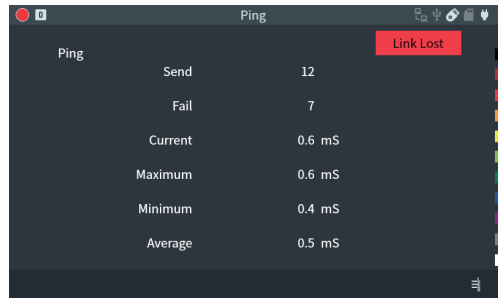 0 Ping
Link Lost
Ping
Send 12
Fail 7
Current 0.6 mS
Maximum 0.6 mS
Minimum 0.4 mS
Average 0.5 mS